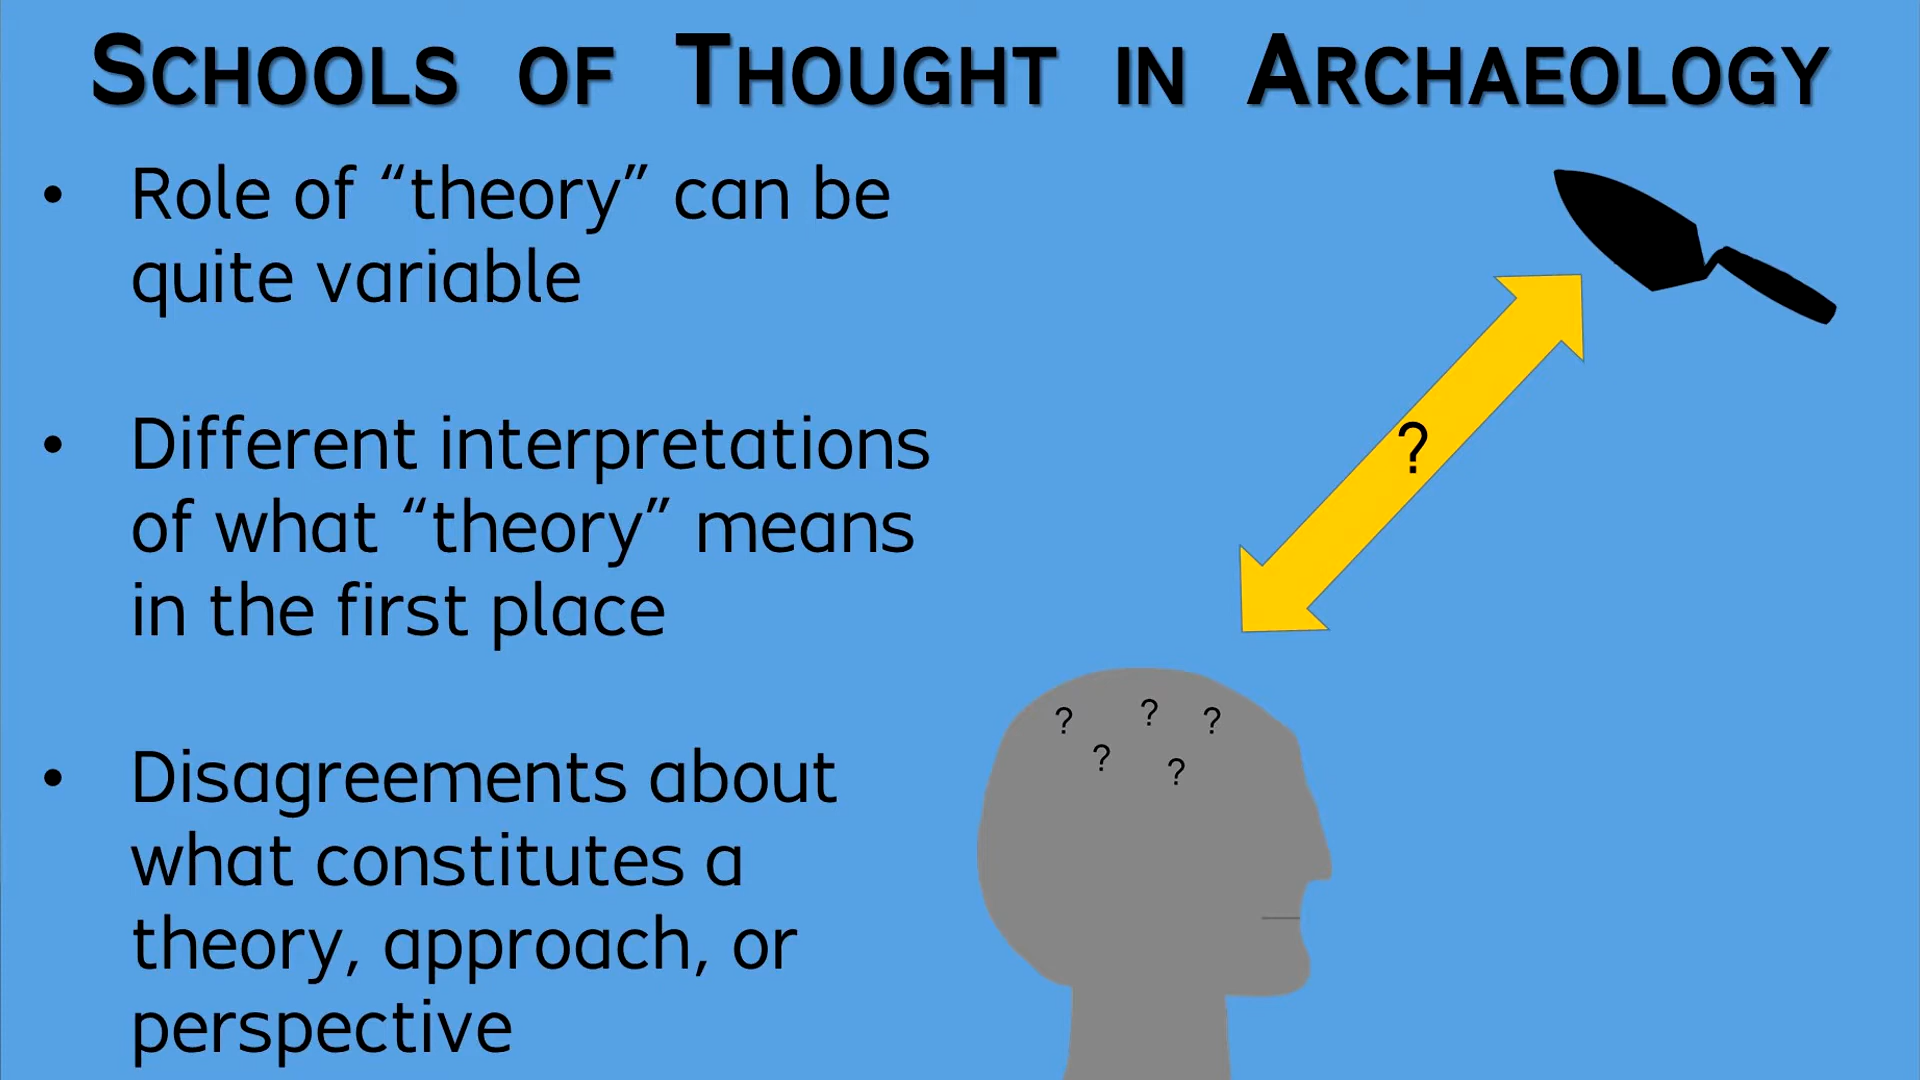 SCHOOLS OF THOUGHT IN ARCHAEOLOGY
• Role of “theory” can be
quite variable
• Different interpretations
of what “theory” means
in the first place
• Disagreements about
what constitutes a
theory, approach, or
perspective
?
? ? ?
? ?